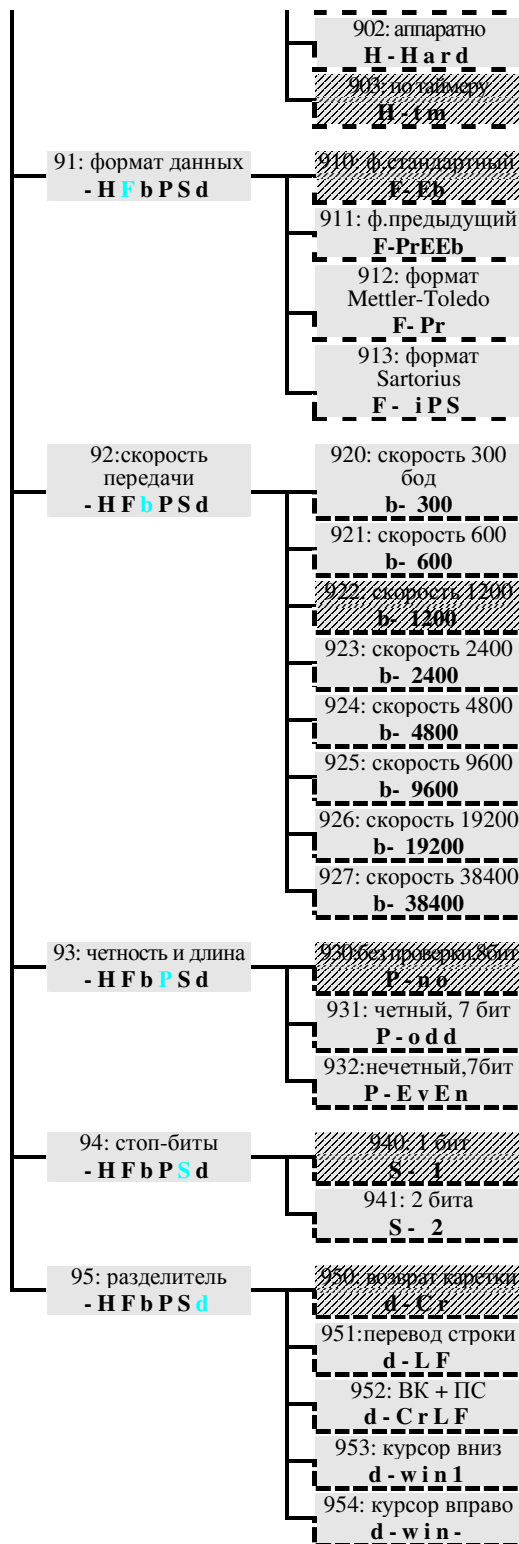 902: аппаратно
H - H a r d
903: по таймеру
H - t m
91: формат данных
- H F b P S d
910: ф.стандартный
F- Eb
911: ф.предыдущий
F-PrEEb
912: формат
Mettler-Toledo
F- Pr
913: формат
Sartorius
F - i P S
92:скорость
передачи
- H F b P S d
920: скорость 300
бод
b- 300
921: скорость 600
b- 600
922: скорость 1200
b- 1200
923: скорость 2400
b- 2400
924: скорость 4800
b- 4800
925: скорость 9600
b- 9600
926: скорость 19200
b- 19200
927: скорость 38400
b- 38400
93: четность и длина
- H F b P S d
930:без проверки,8бит
P - n o
931: четный, 7 бит
P - o d d
932:нечетный,7бит
P - E v E n
94: стоп-биты
- H F b P S d
940: 1 бит
S - 1
941: 2 бита
S - 2
95: разделитель
- H F b P S d
950: возврат каретки
d - C r
951:перевод строки
d - L F
952: ВК + ПС
d - C r L F
953: курсор вниз
d - w i n 1
954: курсор вправо
d - w i n -